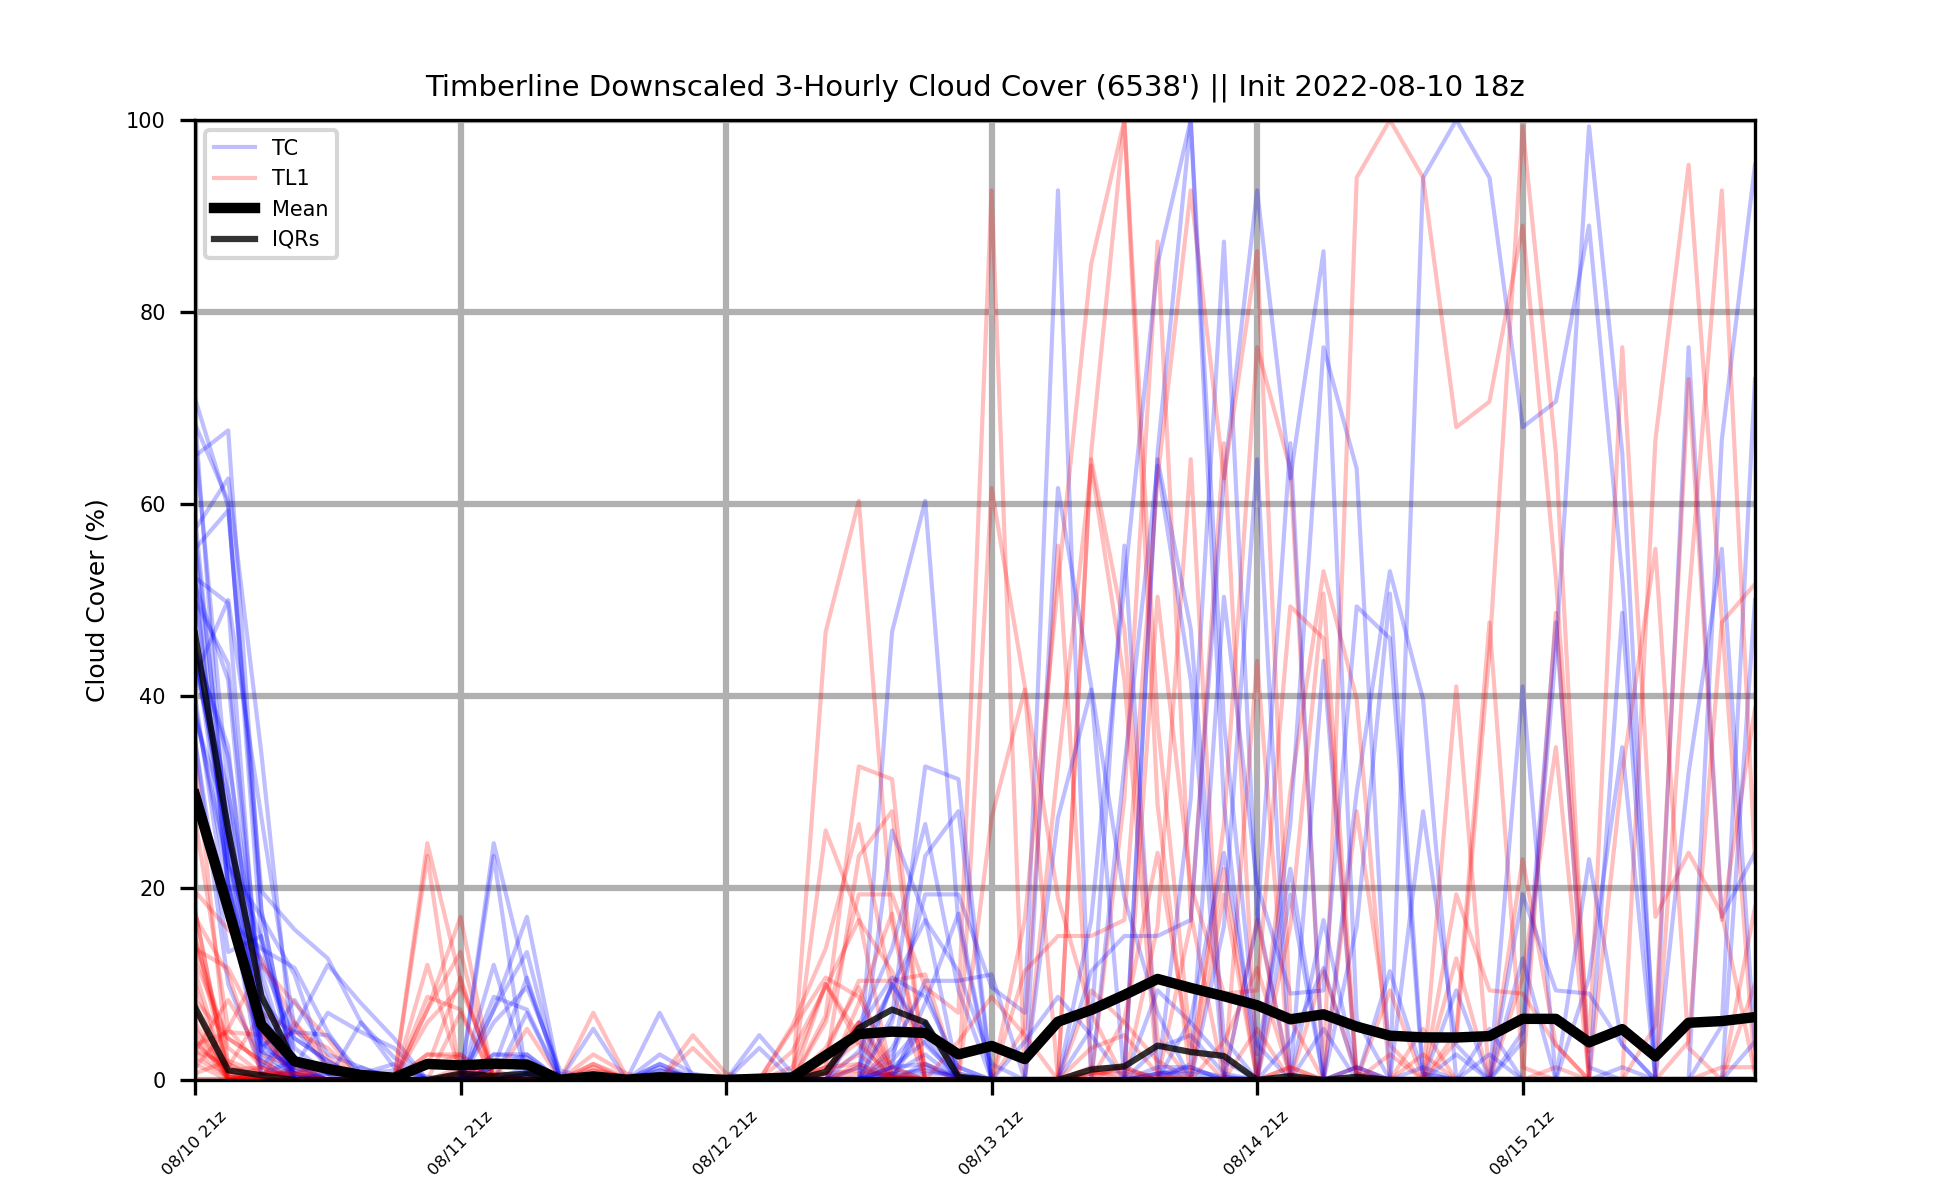 Timberline Downscaled 3-Hourly Cloud Cover (6538') || Init 2022-08-10 18z
100
80
60
40
20
0
Cloud Cover (%)
TC
TL1
Mean
IQRs
08/10 21z
08/11 21z
08/12 21z
08/13 21z
08/14 21z
08/15 21z